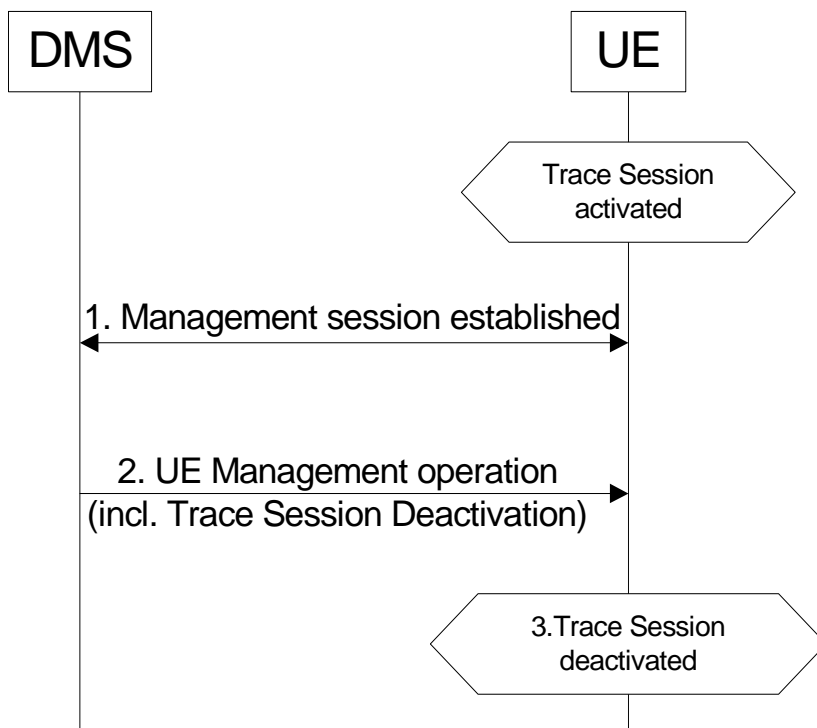 DMS
UE
Trace Session
activated
1. Management session established
2. UE Management operation
(incl. Trace Session Deactivation)
3.Trace Session
deactivated